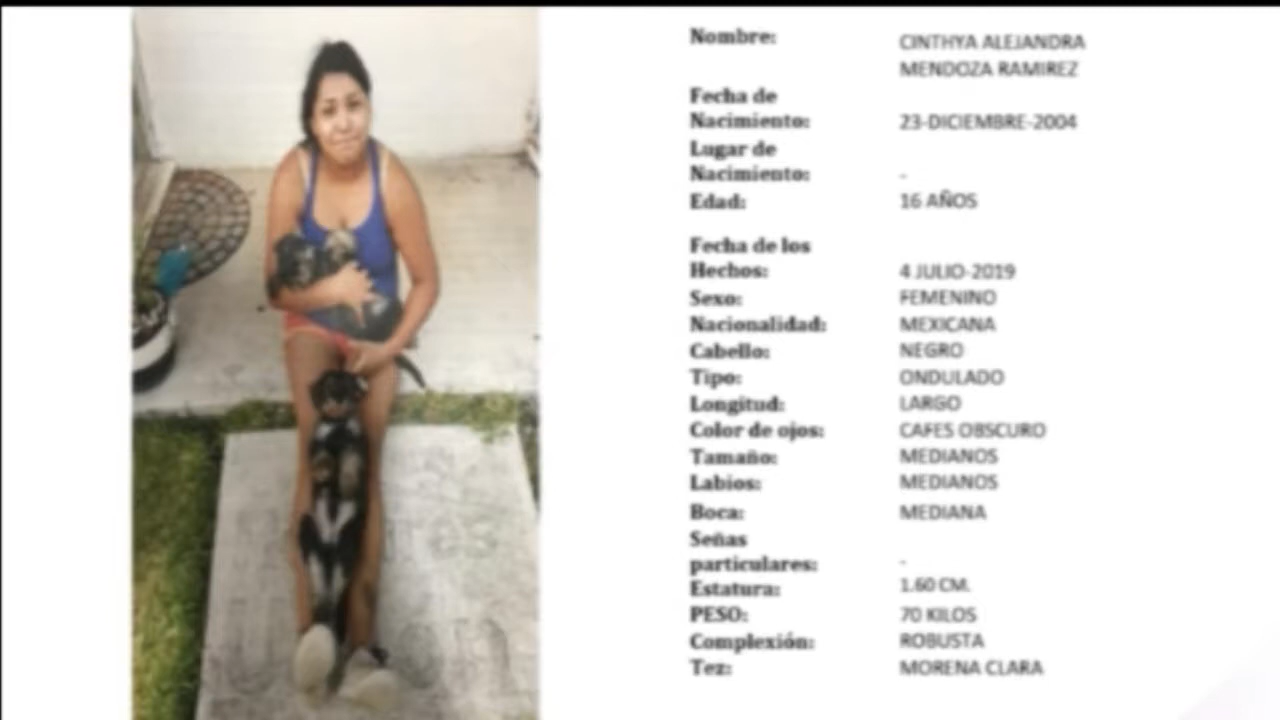 Nombre: CINTHYA ALEJANDRA
MENDOZA RAMIREZ
Fecha de
Nacimiento: 23-DICIEMBRE-2004
Lugar de
Nacimiento: -
Edad: 16 AÑOS
Fecha de los
Hechos: 4 JULIO-2019
Sexo: FEMENINO
Nacionalidad: MEXICANA
Cabello: NEGRO
Tipo: ONDULADO
Longitud: LARGO
Color de ojos: CAFES OBSCURO
Tamaño: MEDIANOS
Labios: MEDIANOS
Boca: MEDIANA
Señas
particulares: -
Estatura: 1.60 CM.
PESO: 70 KILOS
Complexión: ROBUSTA
Tez: MORENA CLARA